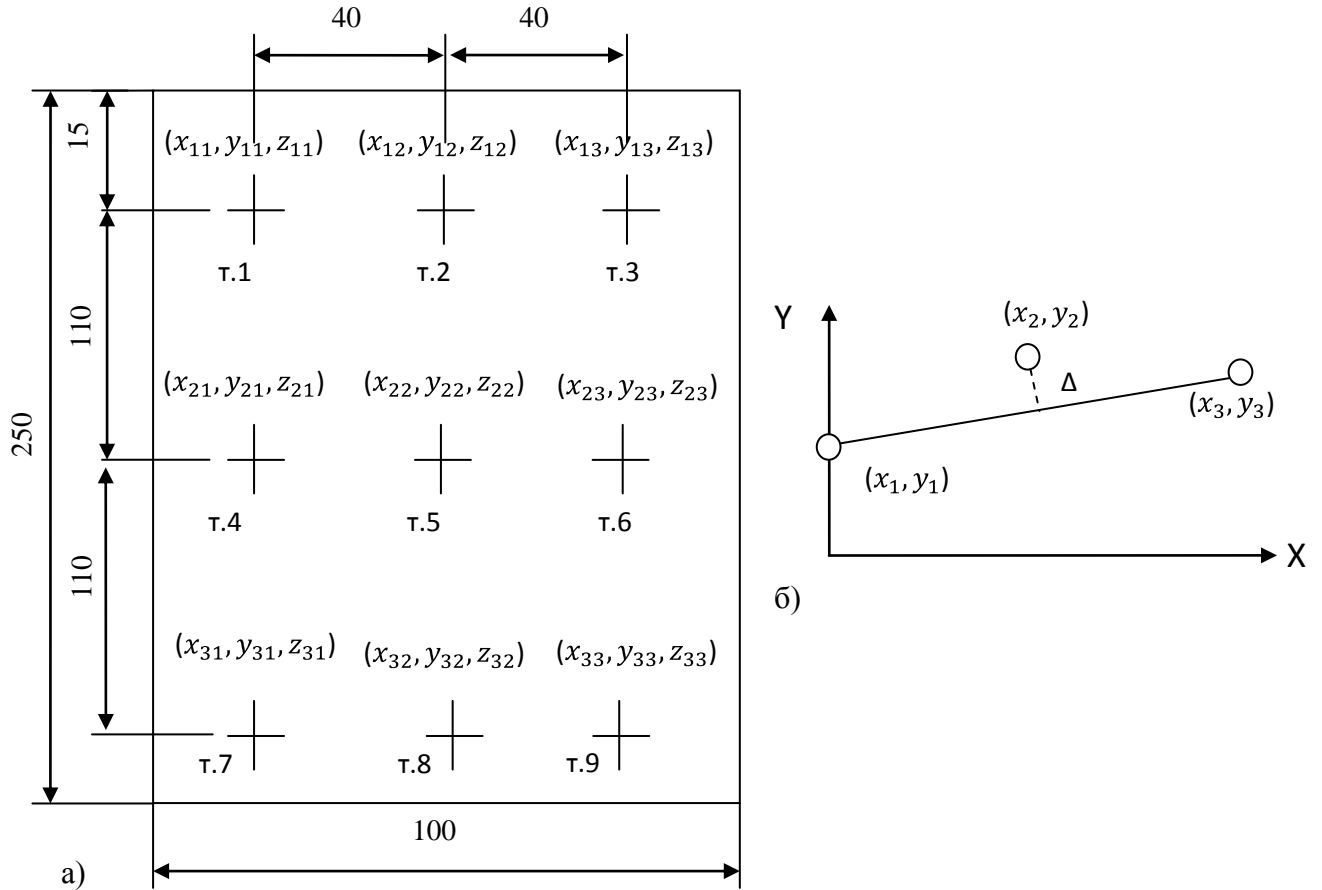 40 40
15
(x₁₁, y₁₁, z₁₁) (x₁₂, y₁₂, z₁₂) (x₁₃, y₁₃, z₁₃)
т.1 т.2 т.3
110
(x₂₁, y₂₁, z₂₁) (x₂₂, y₂₂, z₂₂) (x₂₃, y₂₃, z₂₃)
250
т.4 т.5 т.6
110
(x₃₁, y₃₁, z₃₁) (x₃₂, y₃₂, z₃₂) (x₃₃, y₃₃, z₃₃)
т.7 т.8 т.9
100
а)
Y
(x₂, y₂)
Δ
(x₃, y₃)
(x₁, y₁)
X
б)